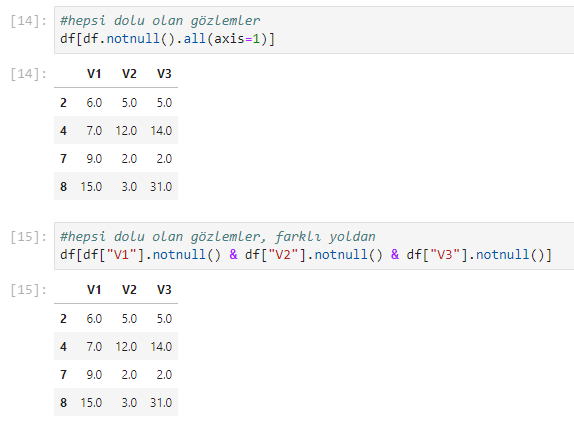 [14]: #hepsi dolu olan gözlemler
df[df.notnull().all(axis=1)]
[14]: V1 V2 V3
2 6.0 5.0 5.0
4 7.0 12.0 14.0
7 9.0 2.0 2.0
8 15.0 3.0 31.0
[15]: #hepsi dolu olan gözlemler, farklı yoldan
df[df["V1"].notnull() & df["V2"].notnull() & df["V3"].notnull()]
[15]: V1 V2 V3
2 6.0 5.0 5.0
4 7.0 12.0 14.0
7 9.0 2.0 2.0
8 15.0 3.0 31.0